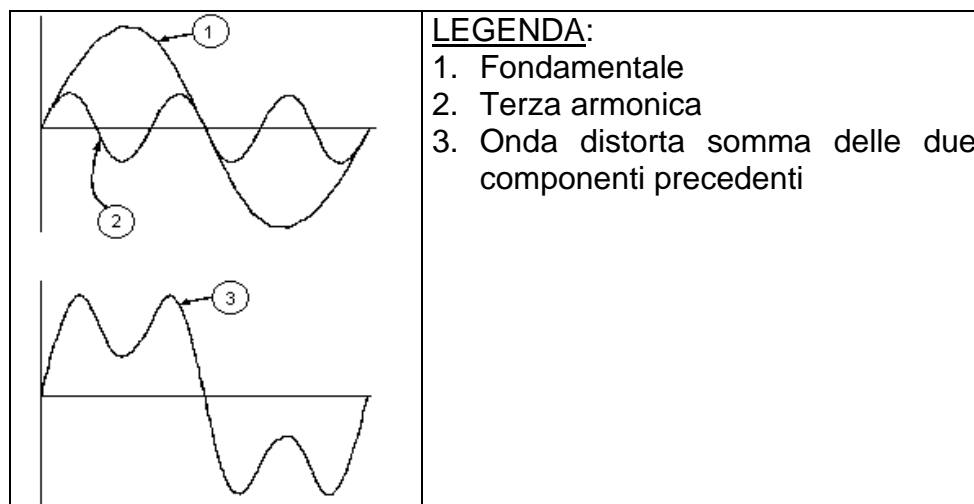 1
2
3
LEGENDA:
1. Fondamentale
2. Terza armonica
3. Onda distorta somma delle due
componenti precedenti